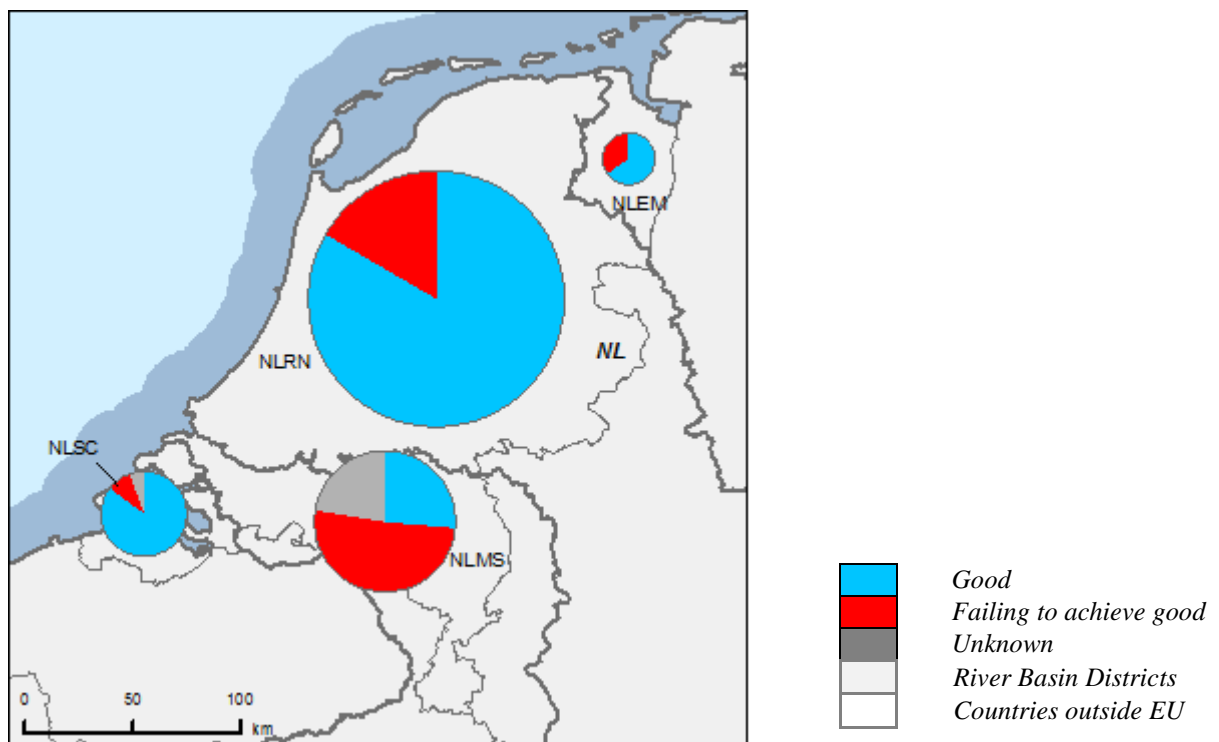 NLEM
NL
NLRN
NLSC
NLMS
0 50 100
km
Good
Failing to achieve good
Unknown
River Basin Districts
Countries outside EU